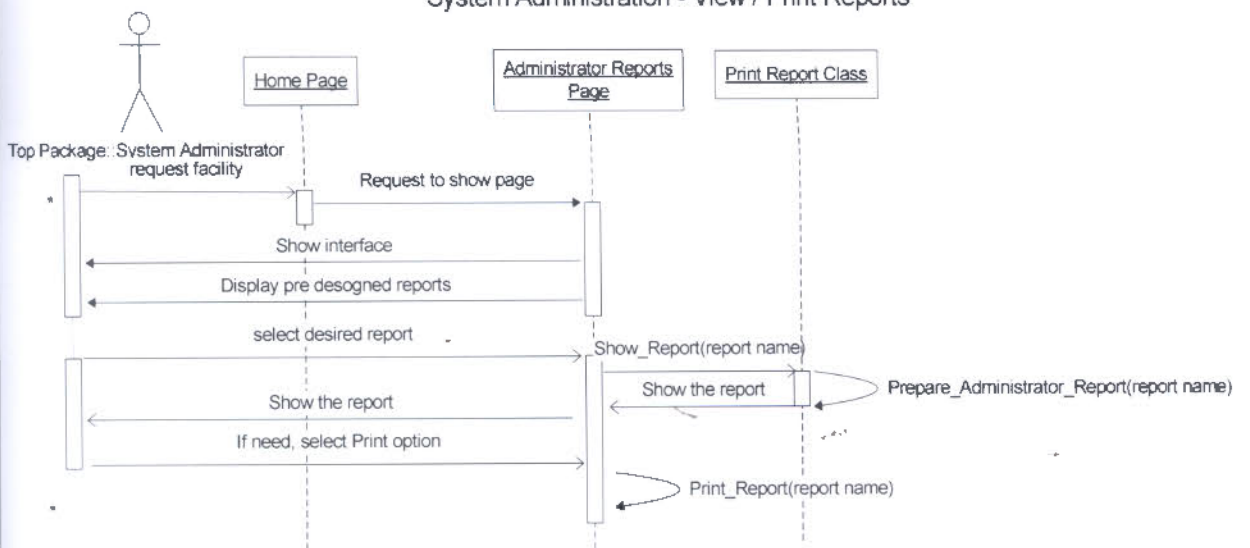 System Administration - View / Print Reports
Home Page
Administrator Reports
Page
Print Report Class
Top Package::System Administrator
request facility
Request to show page
Show interface
Display pre desogned reports
select desired report
Show_Report(report name)
Show the report
Prepare_Administrator_Report(report name)
Show the report
If need, select Print option
Print_Report(report name)